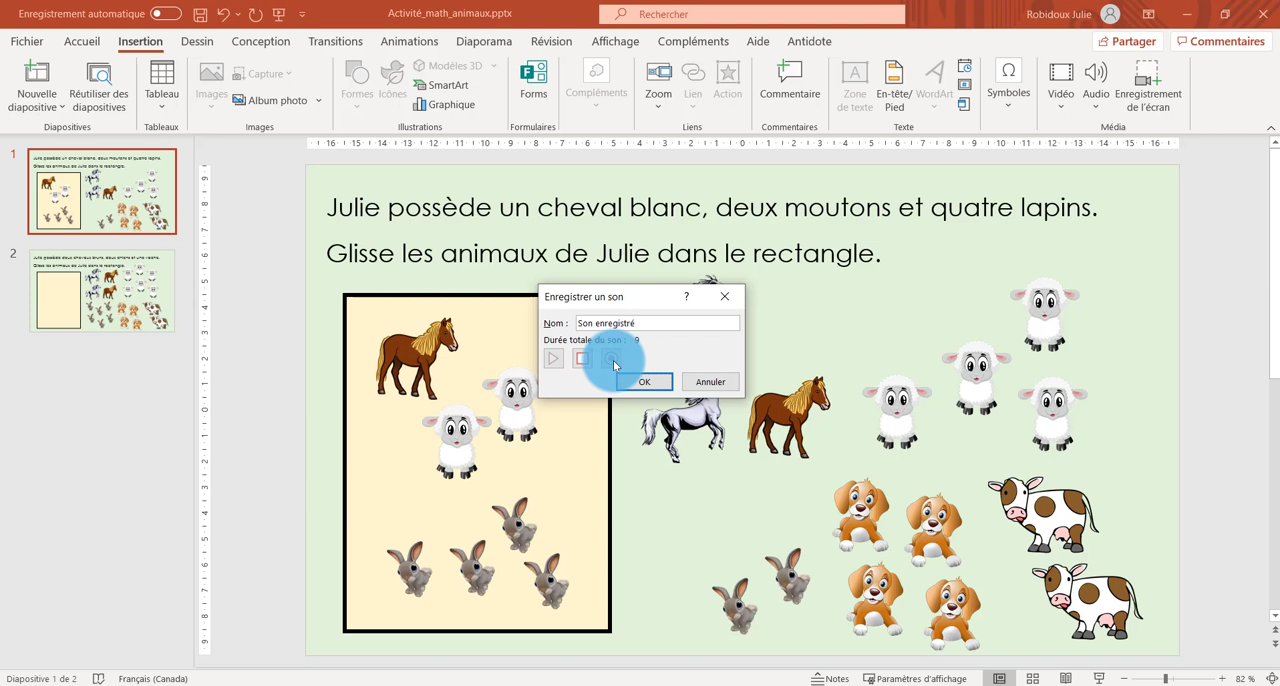 Enregistrement automatique
Activité_math_animaux.pptx
Rechercher
Robidoux Julie
Fichier Accueil Insertion Dessin Conception Transitions Animations Diaporama Révision Affichage Compléments Aide Antidote
Partager Commentaires
Nouvelle diapositive
Réutiliser des diapositives
Diapositives
Tableau
Tableaux
Images
Capture
Album photo
Images
Formes
Icônes
Modèles 3D
SmartArt
Graphique
Illustrations
Forms
Formulaires
Compléments
Zoom
Lien
Action
Liens
Commentaire
Commentaires
Zone de texte
En-tête/ Pied
WordArt
Texte
Symboles
Vidéo
Audio
Enregistrement de l'écran
Média
1
2
Julie possède un cheval blanc, deux moutons et quatre lapins.
Glisse les animaux de Julie dans le rectangle.
Enregistrer un son
?
Nom :
Son enregistré
Durée totale du son : 9
OK
Annuler
Diapositive 1 de 2
Français (Canada)
Notes
Paramètres d'affichage
82 %